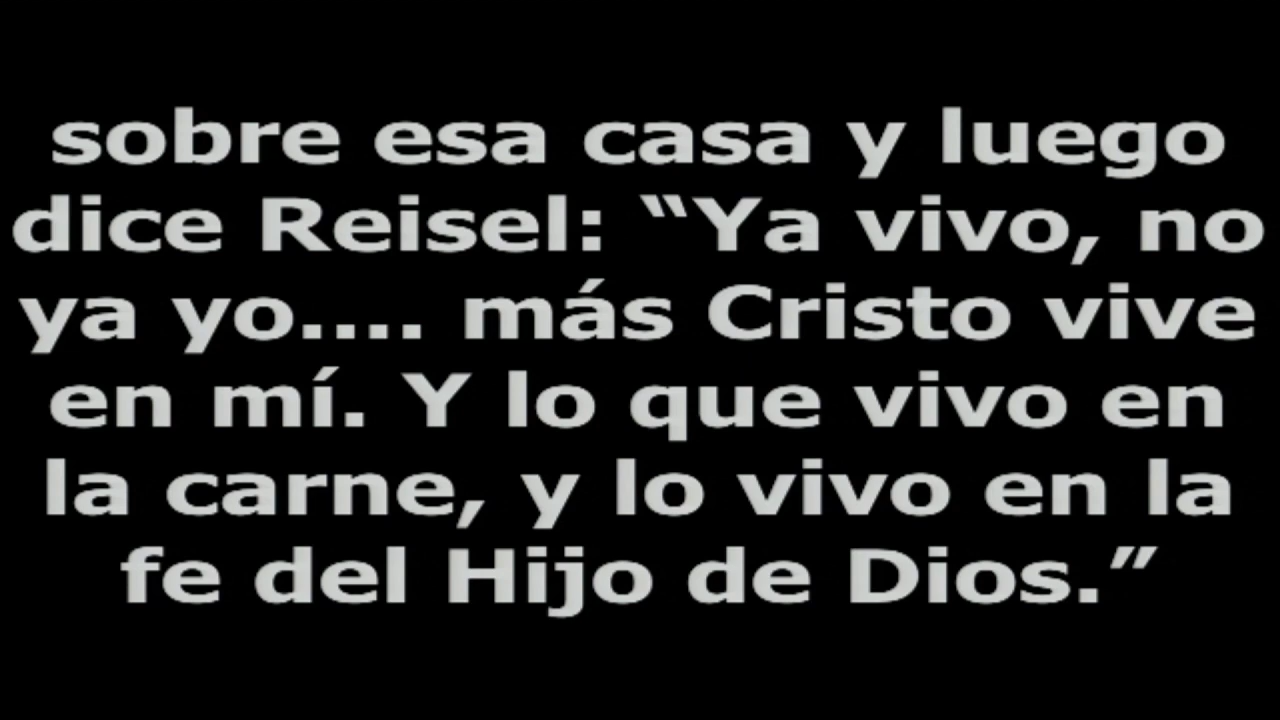 sobre esa casa y luego
dice Reisel: “Ya vivo, no
ya yo.... más Cristo vive
en mí. Y lo que vivo en
la carne, y lo vivo en la
fe del Hijo de Dios.”